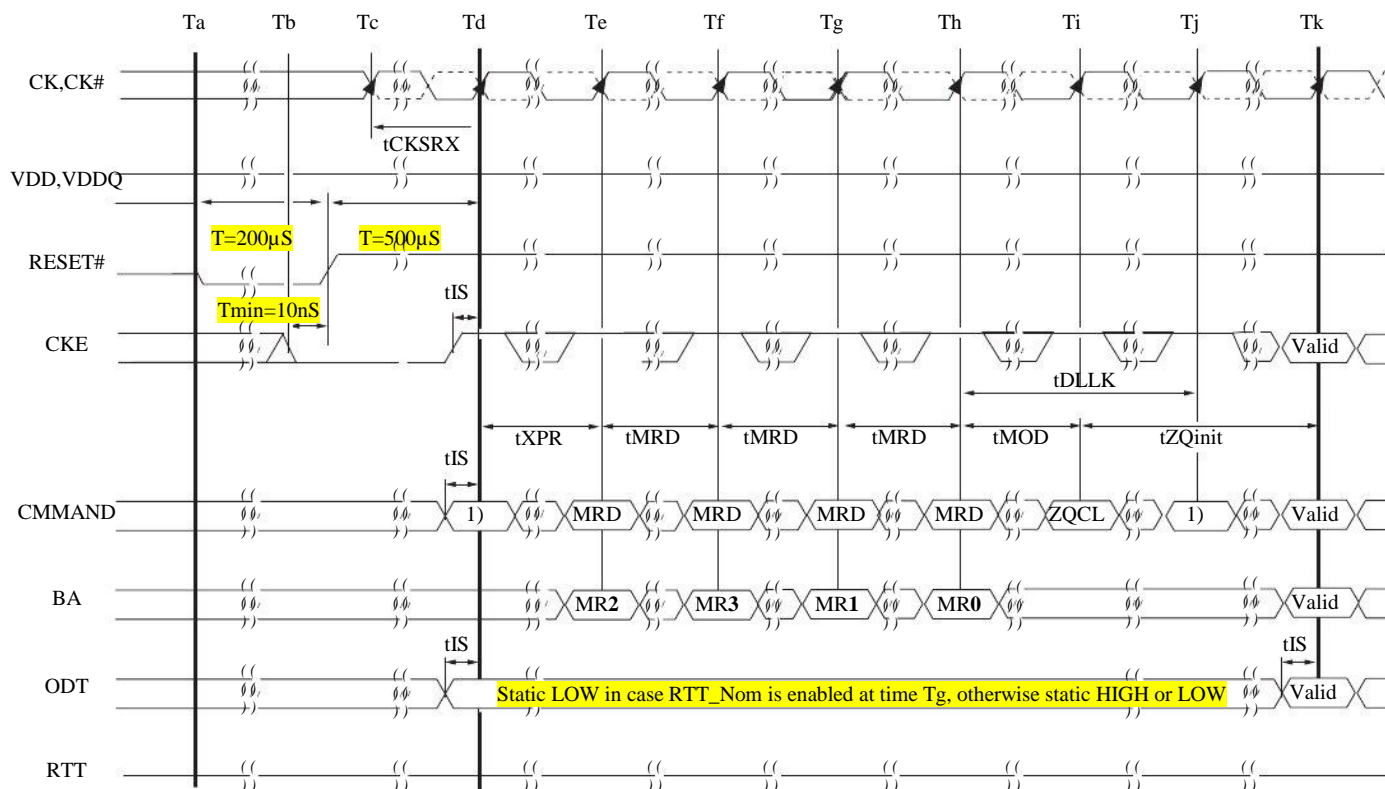 Ta Tb Tc Td Te Tf Tg Th Ti Tj Tk
CK,CK#
tCKSRX
VDD,VDDQ
T=200µS T=500µS
RESET#
tIS
Tmin=10nS
CKE Valid
tDLLK
tXPR tMRD tMRD tMRD tMOD tZQinit
tIS
CMMAND 1) MRD MRD MRD MRD ZQCL 1) Valid
BA MR2 MR3 MR1 MR0 Valid
tIS tIS
ODT Static LOW in case RTT_Nom is enabled at time Tg, otherwise static HIGH or LOW Valid
RTT